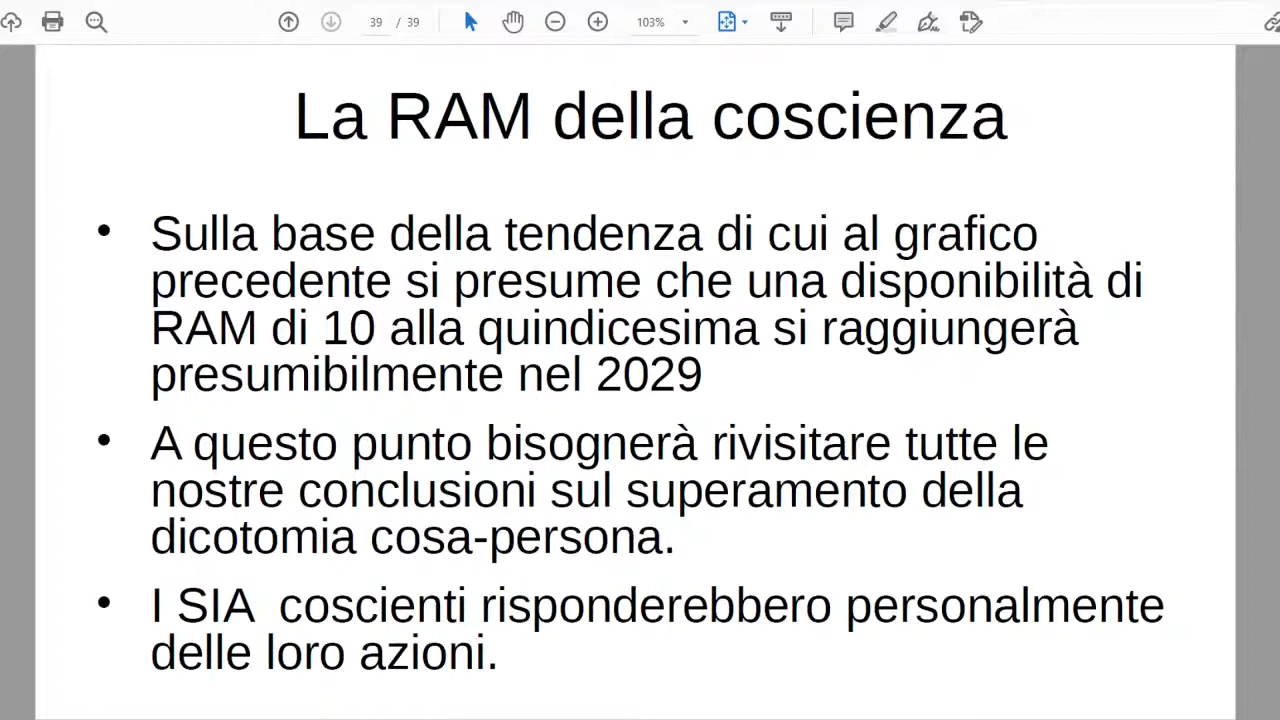 39 / 39
103%
La RAM della coscienza
• Sulla base della tendenza di cui al grafico
precedente si presume che una disponibilità di
RAM di 10 alla quindicesima si raggiungerà
presumibilmente nel 2029
• A questo punto bisognerà rivisitare tutte le
nostre conclusioni sul superamento della
dicotomia cosa-persona.
• I SIA  coscienti risponderebbero personalmente
delle loro azioni.